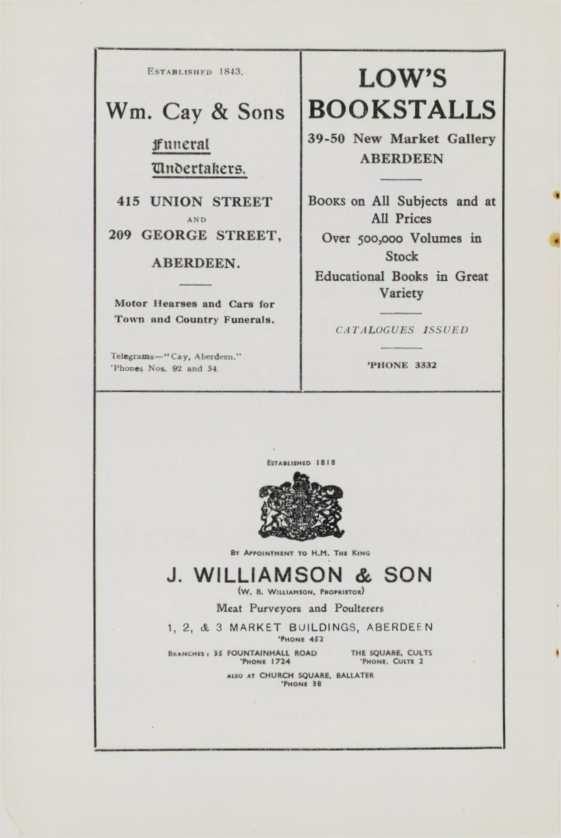 ESTABLISHED 1843.
Wm. Cay & Sons
Funeral
Undertakers.
415 UNION STREET
AND
209 GEORGE STREET,
ABERDEEN.
Motor Hearses and Cars for
Town and Country Funerals.
Telegrams—"Cay, Aberdeen."
'Phones Nos. 92 and 34.
LOW'S
BOOKSTALLS
39-50 New Market Gallery
ABERDEEN
BOOKS on All Subjects and at
All Prices
Over 500,000 Volumes in
Stock
Educational Books in Great
Variety
CATALOGUES ISSUED
'PHONE 3332
ESTABLISHED 1818
BY APPOINTMENT TO H.M. THE KING
J. WILLIAMSON & SON
(W. B. WILLIAMSON, PROPRIETOR)
Meat Purveyors and Poulterers
1, 2, & 3 MARKET BUILDINGS, ABERDEEN
'PHONE 452
BRANCHES: 35 FOUNTAINHALL ROAD THE SQUARE, CULTS
'PHONE 1724 'PHONE, CULTS 2
ALSO AT CHURCH SQUARE, BALLATER
'PHONE 38